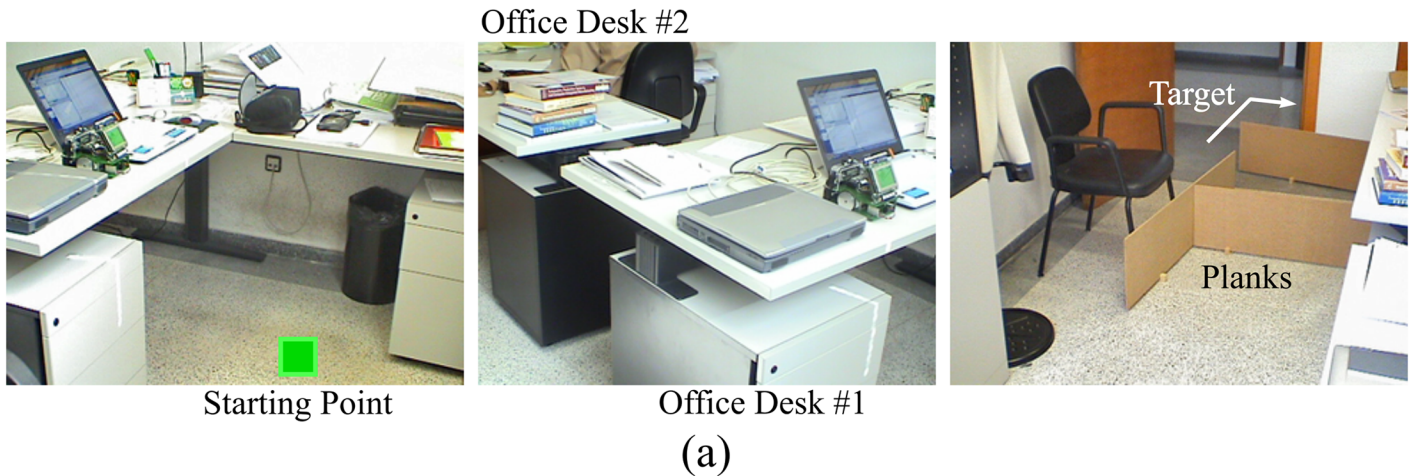 Office Desk #2
Target
Planks
Starting Point
Office Desk #1
(a)